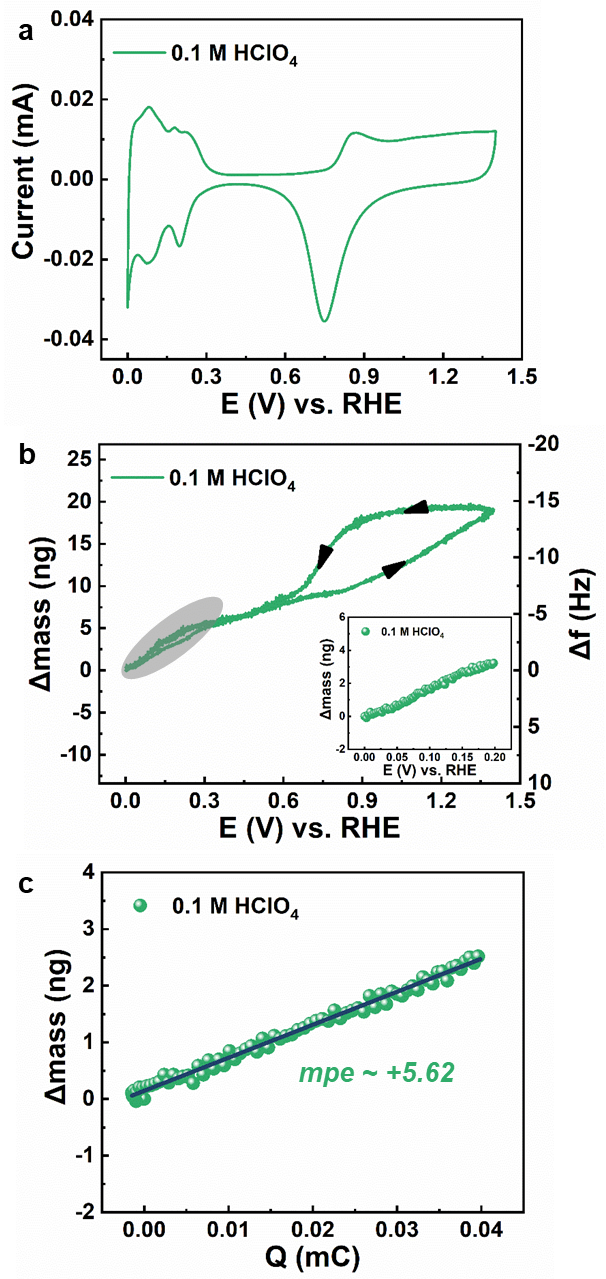 a
0.04
0.1 M HClO₄
0.02
0.00
-0.02
-0.04
Current (mA)
0.0 0.3 0.6 0.9 1.2 1.5
E (V) vs. RHE
b
25
20
15
10
5
0
-5
-10
Δmass (ng)
0.1 M HClO₄
-20
-15
-10
-5
0
5
10
Δf (Hz)
6
4
2
0
-2
Δmass (ng)
0.1 M HClO₄
0.00 0.05 0.10 0.15 0.20
E (V) vs. RHE
0.0 0.3 0.6 0.9 1.2 1.5
E (V) vs. RHE
c
4
3
2
1
0
-1
-2
Δmass (ng)
0.1 M HClO₄
mpe ~ +5.62
0.00 0.01 0.02 0.03 0.04
Q (mC)